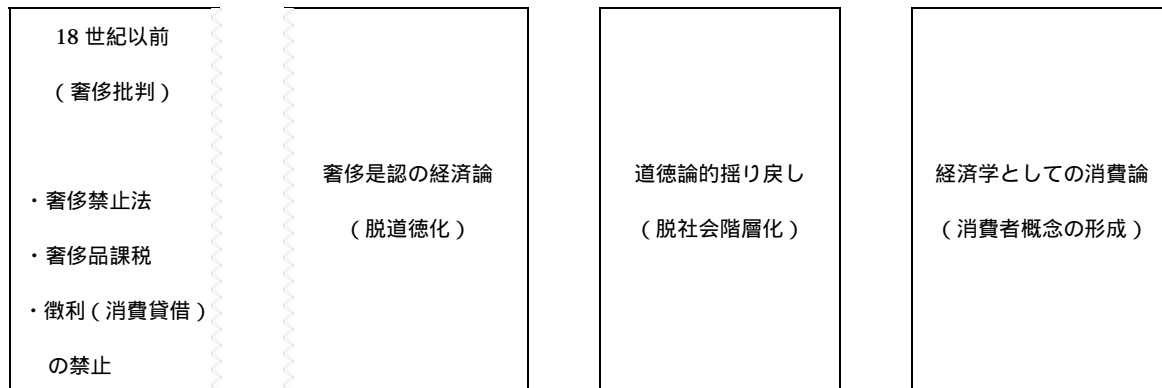 18 世紀以前
（奢侈批判）
・奢侈禁止法
・奢侈品課税
・徴利（消費貸借）
の禁止
奢侈是認の経済論
（脱道徳化）
道徳論的揺り戻し
（脱社会階層化）
経済学としての消費論
（消費者概念の形成）